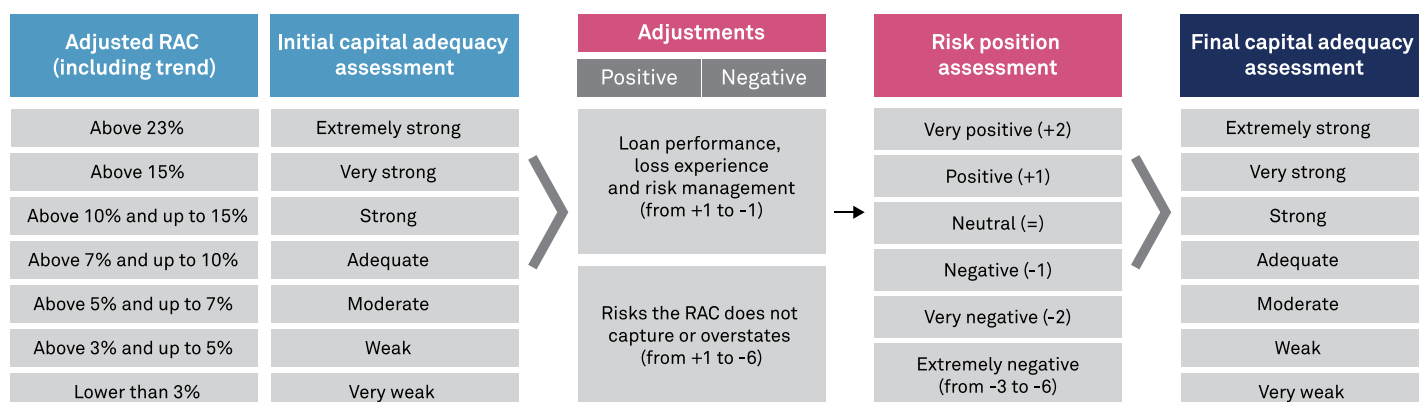 Adjusted RAC
(including trend)
Initial capital adequacy
assessment
Adjustments
Positive
Negative
Risk position
assessment
Final capital adequacy
assessment
Above 23%
Above 15%
Above 10% and up to 15%
Above 7% and up to 10%
Above 5% and up to 7%
Above 3% and up to 5%
Lower than 3%
Extremely strong
Very strong
Strong
Adequate
Moderate
Weak
Very weak
Loan performance,
loss experience
and risk management
(from +1 to -1)
Risks the RAC does not
capture or overstates
(from +1 to -6)
Very positive (+2)
Positive (+1)
Neutral (=)
Negative (-1)
Very negative (-2)
Extremely negative
(from -3 to -6)
Extremely strong
Very strong
Strong
Adequate
Moderate
Weak
Very weak